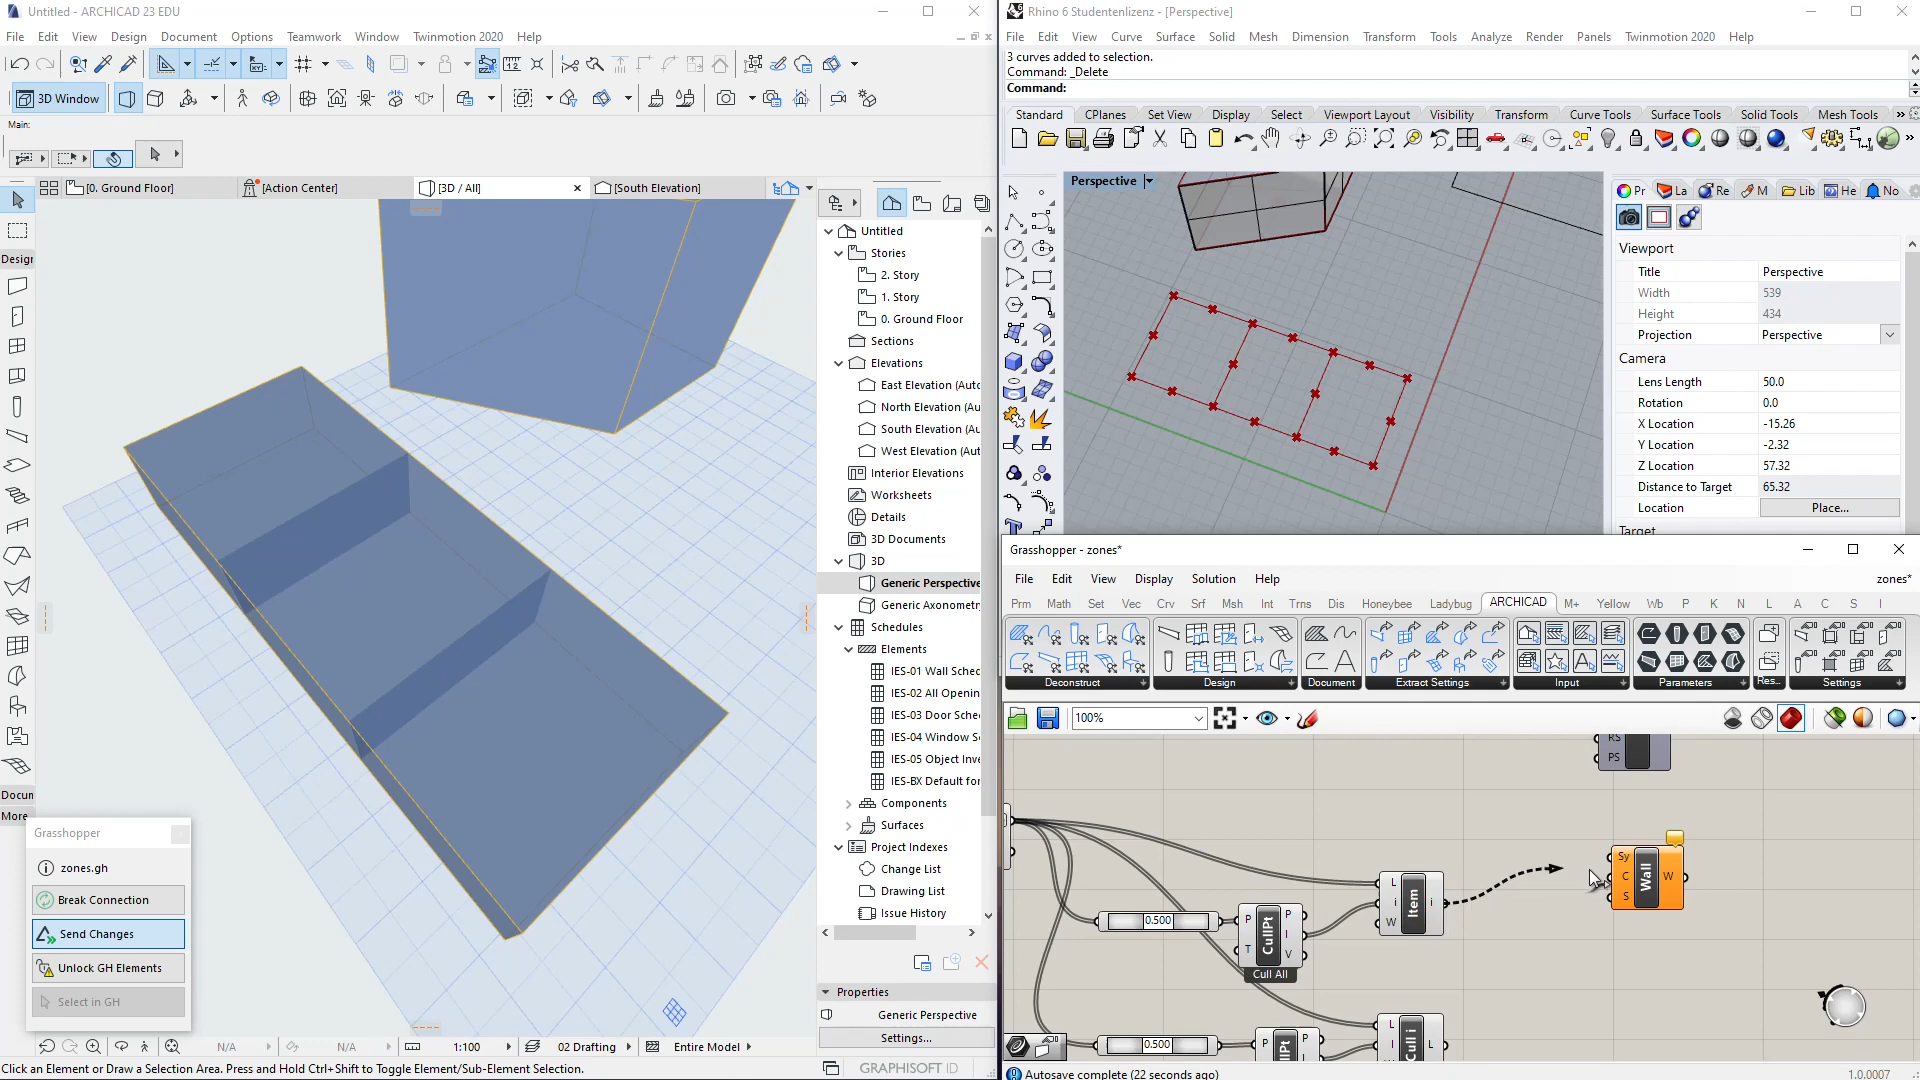 Untitled - ARCHICAD 23 EDU
File Edit View Design Document Options Teamwork Window Twinmotion 2020 Help
3D Window
Main:
[0. Ground Floor]
[Action Center]
[3D / All]
[South Elevation]
Design
Docum
More
Untitled
Stories
2. Story
1. Story
0. Ground Floor
Sections
Elevations
East Elevation (Auto
North Elevation (Au
South Elevation (Au
West Elevation (Aut
Interior Elevations
Worksheets
Details
3D Documents
3D
Generic Perspective
Generic Axonometr
Schedules
Elements
IES-01 Wall Sched
IES-02 All Openin
IES-03 Door Sche
IES-04 Window S
IES-05 Object Inve
IES-BX Default for
Components
Surfaces
Project Indexes
Change List
Drawing List
Issue History
Properties
Generic Perspective
Settings...
Grasshopper
zones.gh
Break Connection
Send Changes
Unlock GH Elements
Select in GH
N/A
N/A
1:100
02 Drafting
Entire Model
Click an Element or Draw a Selection Area. Press and Hold Ctrl+Shift to Toggle Element/Sub-Element Selection.
GRAPHISOFT ID
Rhino 6 Studentenlizenz - [Perspective]
File Edit View Curve Surface Solid Mesh Dimension Transform Tools Analyze Render Panels Twinmotion 2020 Help
3 curves added to selection.
Command: _Delete
Command:
Standard CPlanes Set View Display Select Viewport Layout Visibility Transform Curve Tools Surface Tools Solid Tools Mesh Tools
Perspective
Pr La Re M Lib He No
Viewport
Title Perspective
Width 539
Height 434
Projection Perspective
Camera
Lens Length 50.0
Rotation 0.0
X Location -15.26
Y Location -2.32
Z Location 57.32
Distance to Target 65.32
Location Place...
Target
Grasshopper - zones*
File Edit View Display Solution Help zones*
Prm Math Set Vec Crv Srf Msh Int Trns Dis Honeybee Ladybug ARCHICAD M+ Yellow Wb P K N L A C S I
Deconstruct Design Document Extract Settings Input Parameters Res... Settings
100%
RS
PS
Sy
C
S
Wall
W
L
i
W
Item
i
0.500
P
T
CullPt
P
I
V
Cull All
0.500
P
P
I
L
I
Cull i
L
Autosave complete (22 seconds ago)
1.0.0007